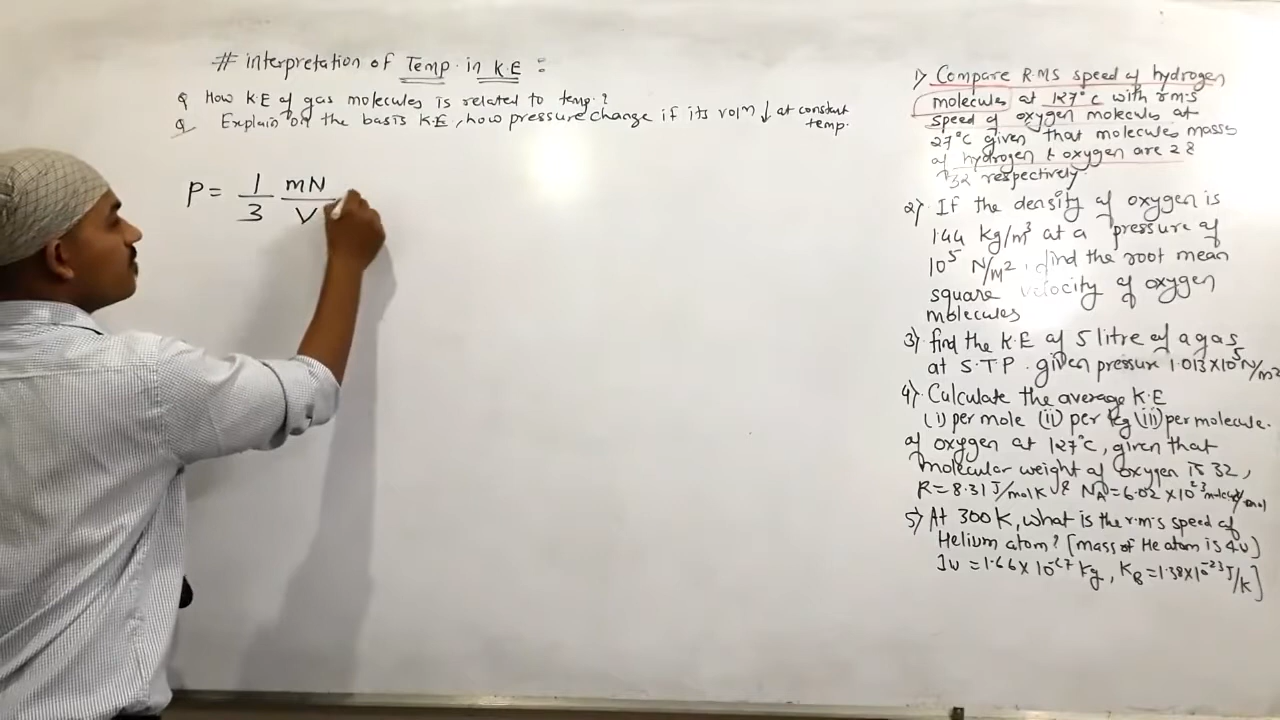 # interpretation of Temp. in K.E :
Q How K.E of gas molecules is related to temp.?
Q Explain on the basis K.E, how pressure change if its volm ↓ at constant
temp.
P = 1/3 mN/V
1) Compare R.M.S speed of hydrogen
molecules at 127°C with r.m.s
speed of oxygen molecules at
27°C given that molecules masses
of hydrogen & oxygen are 2 &
32 respectively.
2) If the density of oxygen is
1.44 kg/m³ at a pressure of
10⁵ N/m², find the root mean
square velocity of oxygen
molecules
3) find the K.E of 5 litre of a gas
at S.T.P. given pressure 1.013×10⁵ N/m²
4) Calculate the average K.E
(i) per mole (ii) per kg (iii) per molecule.
of oxygen at 127°C, given that
molecular weight of oxygen is 32,
R = 8.31 J/mol K & N_A = 6.02 × 10²³
5) At 300K, what is the r.m.s speed of
Helium atom? [mass of He atom is 4u]
1u = 1.66 × 10⁻²⁷ Kg, K_B = 1.38×10⁻²³ J/K]